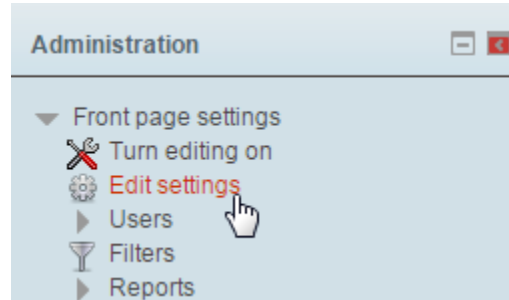 Administration
Front page settings
Turn editing on
Edit settings
Users
Filters
Reports